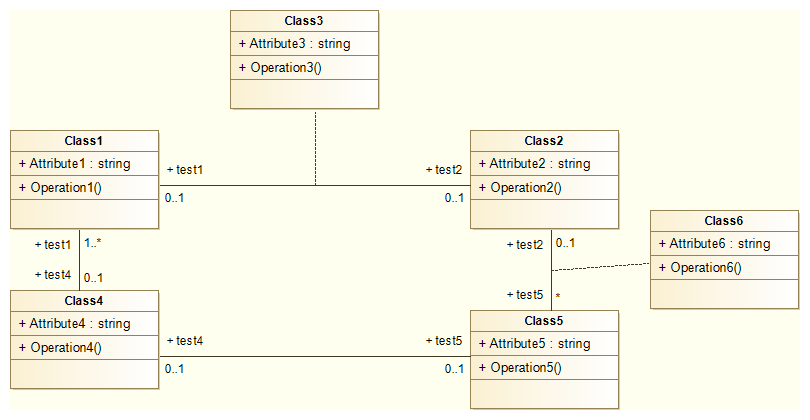 Class3
+ Attribute3 : string
+ Operation3()
Class1
+ Attribute1 : string
+ Operation1()
+ test1
0..1
+ test2
0..1
Class2
+ Attribute2 : string
+ Operation2()
+ test1
1..*
+ test4
0..1
+ test2
0..1
+ test5
*
Class6
+ Attribute6 : string
+ Operation6()
Class4
+ Attribute4 : string
+ Operation4()
+ test4
0..1
+ test5
0..1
Class5
+ Attribute5 : string
+ Operation5()